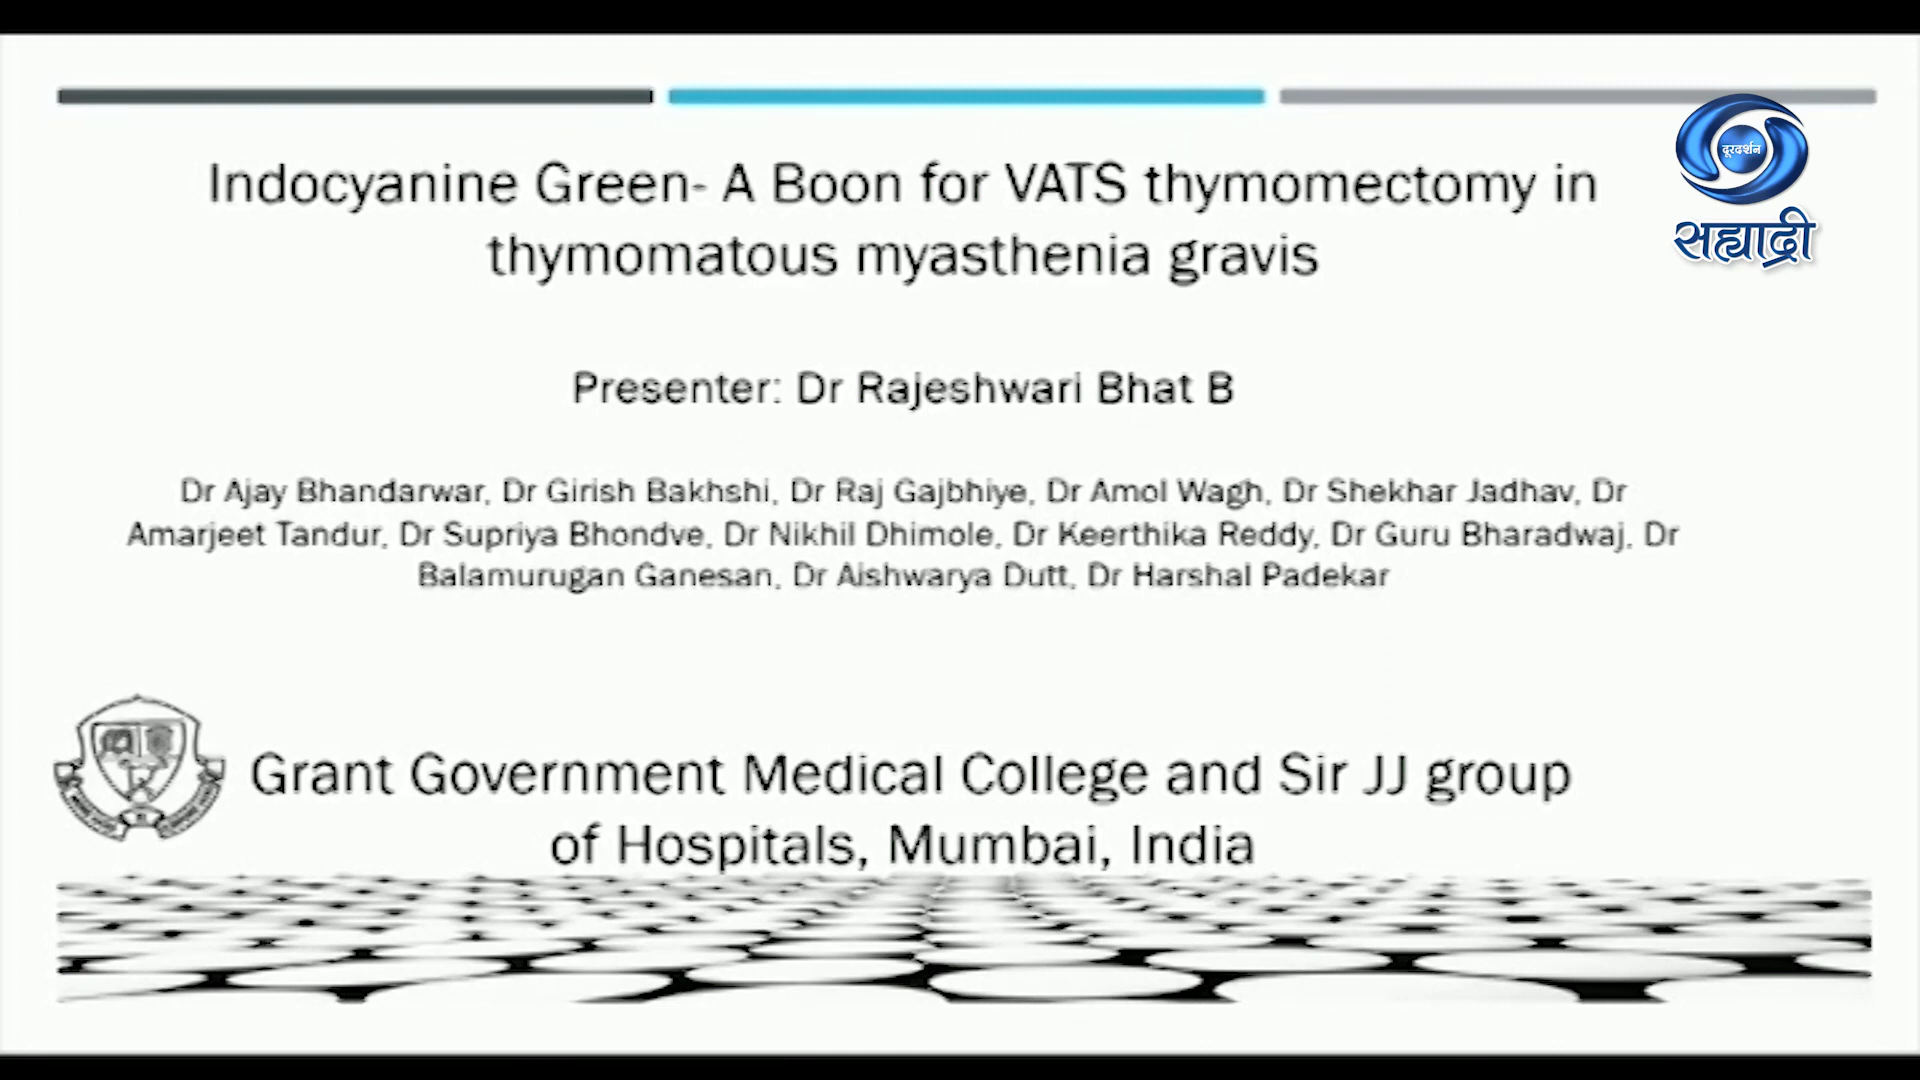 दूरदर्शन
सह्याद्री
Indocyanine Green- A Boon for VATS thymomectomy in
thymomatous myasthenia gravis
Presenter: Dr Rajeshwari Bhat B
Dr Ajay Bhandarwar, Dr Girish Bakhshi, Dr Raj Gajbhiye, Dr Amol Wagh, Dr Shekhar Jadhav, Dr
Amarjeet Tandur, Dr Supriya Bhondve, Dr Nikhil Dhimole, Dr Keerthika Reddy, Dr Guru Bharadwaj, Dr
Balamurugan Ganesan, Dr Aishwarya Dutt, Dr Harshal Padekar
Grant Government Medical College and Sir JJ group
of Hospitals, Mumbai, India